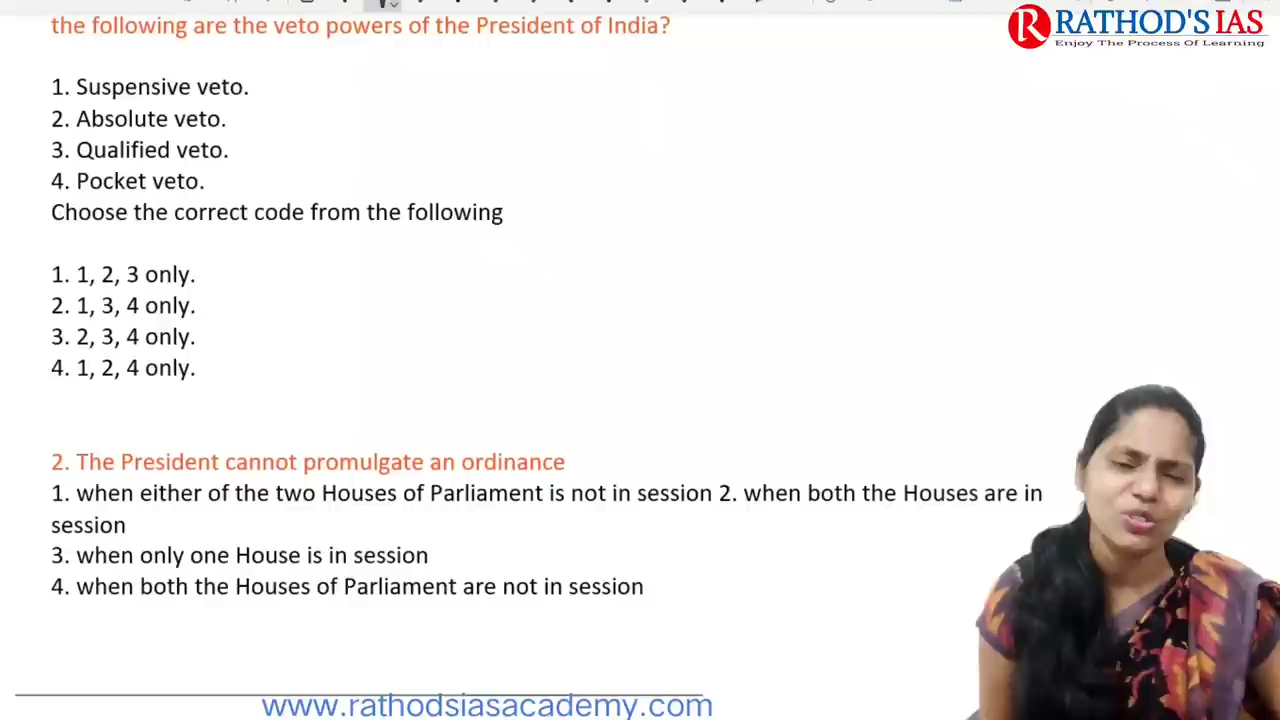 the following are the veto powers of the President of India?
RATHOD'S IAS
Enjoy The Process Of Learning
1. Suspensive veto.
2. Absolute veto.
3. Qualified veto.
4. Pocket veto.
Choose the correct code from the following
1. 1, 2, 3 only.
2. 1, 3, 4 only.
3. 2, 3, 4 only.
4. 1, 2, 4 only.
2. The President cannot promulgate an ordinance
1. when either of the two Houses of Parliament is not in session 2. when both the Houses are in
session
3. when only one House is in session
4. when both the Houses of Parliament are not in session
www.rathodsiasacademy.com